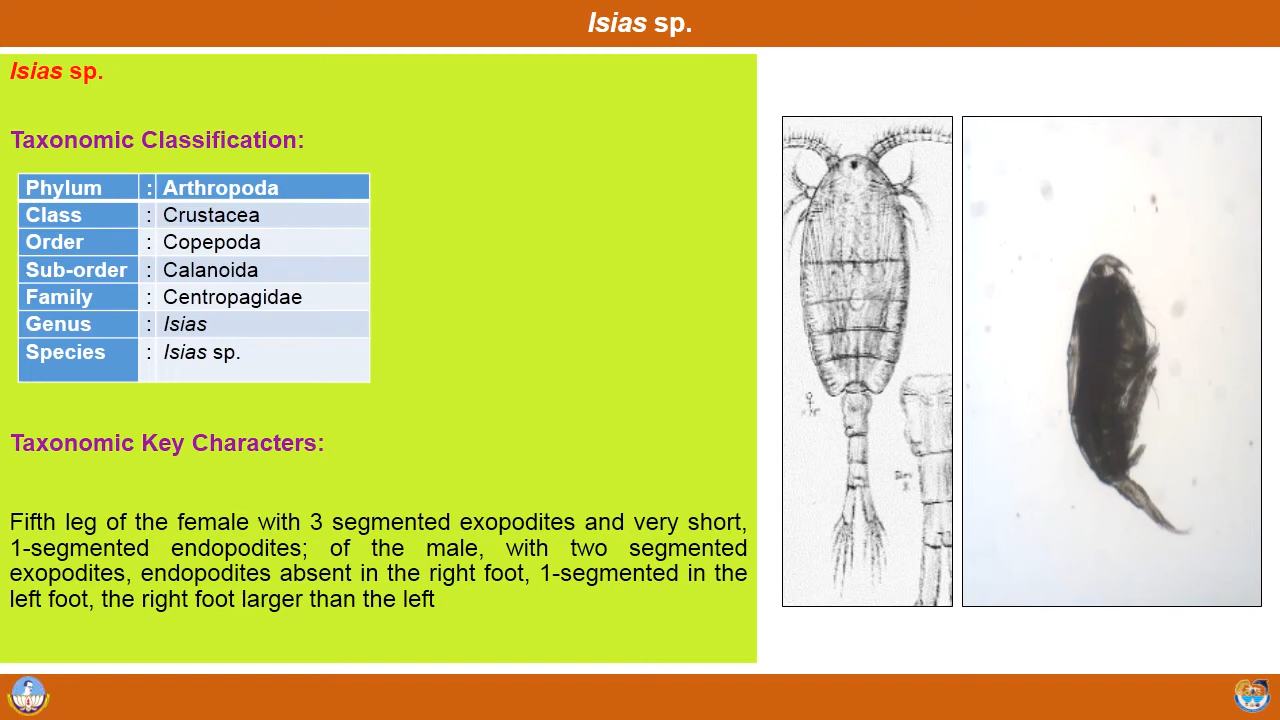 Isias sp.
Isias sp.
Taxonomic Classification:
Phylum : Arthropoda
Class : Crustacea
Order : Copepoda
Sub-order : Calanoida
Family : Centropagidae
Genus : Isias
Species : Isias sp.
Taxonomic Key Characters:
Fifth leg of the female with 3 segmented exopodites and very short,
1-segmented endopodites; of the male, with two segmented
exopodites, endopodites absent in the right foot, 1-segmented in the
left foot, the right foot larger than the left